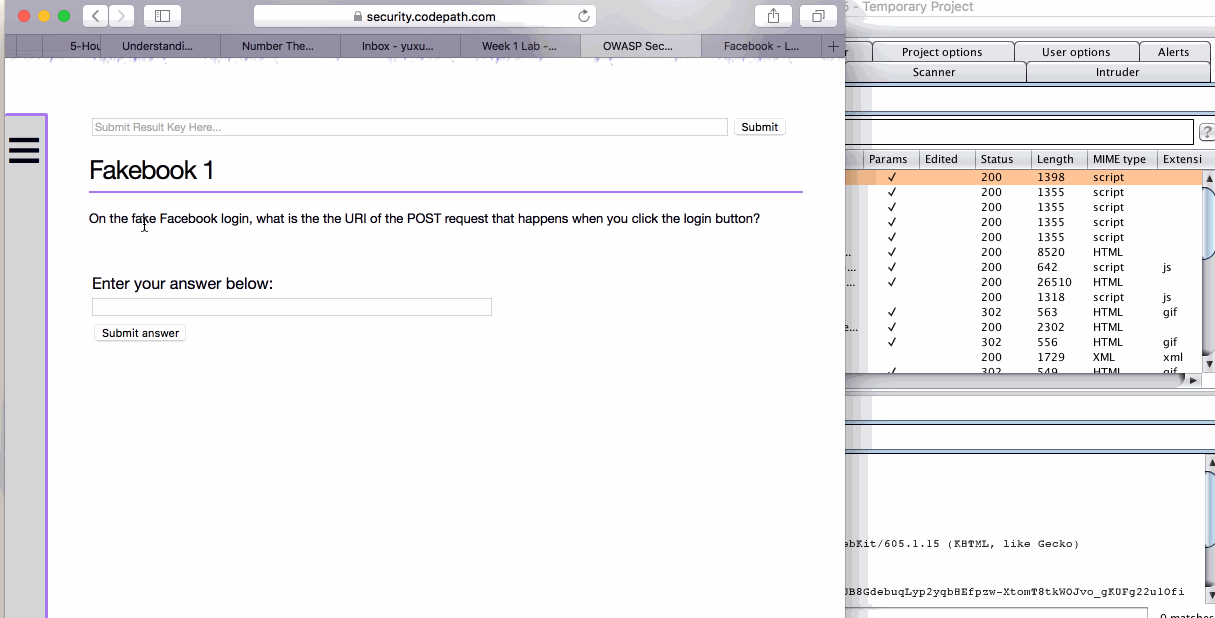 security.codepath.com
5 - Temporary Project
5-Hou
Understandi...
Number The...
Inbox - yuxu...
Week 1 Lab -...
OWASP Sec...
Facebook - L...
r
Project options
User options
Alerts
Scanner
Intruder
Submit Result Key Here...
Submit
?
Fakebook 1
On the fake Facebook login, what is the the URI of the POST request that happens when you click the login button?
Enter your answer below:
Submit answer
Params Edited Status Length MIME type Extensi
✓ 200 1398 script
✓ 200 1355 script
✓ 200 1355 script
✓ 200 1355 script
✓ 200 1355 script
... ✓ 200 8520 HTML
... ✓ 200 642 script js
... ✓ 200 26510 HTML
200 1318 script js
✓ 302 563 HTML gif
e... ✓ 200 2302 HTML
✓ 302 556 HTML gif
200 1729 XML xml
✓ 302 549 HTML gif
ebKit/605.1.15 (KHTML, like Gecko)
0 matches